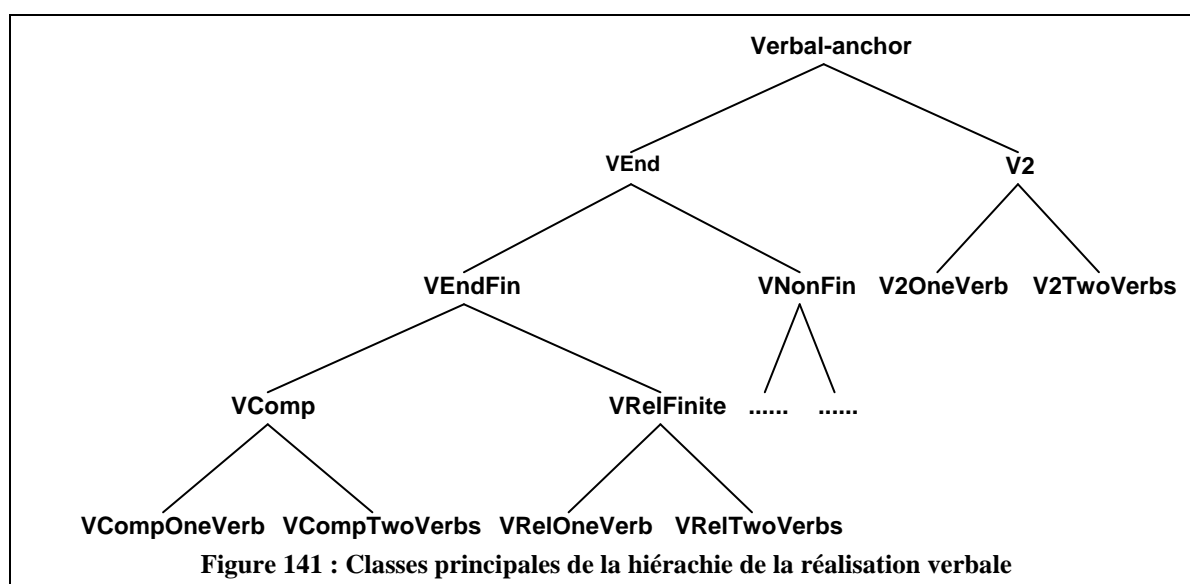 Verbal-anchor
VEnd V2
VEndFin VNonFin V2OneVerb V2TwoVerbs
VComp VRelFinite ...... ......
VCompOneVerb VCompTwoVerbs VRelOneVerb VRelTwoVerbs
Figure 141 : Classes principales de la hiérachie de la réalisation verbale